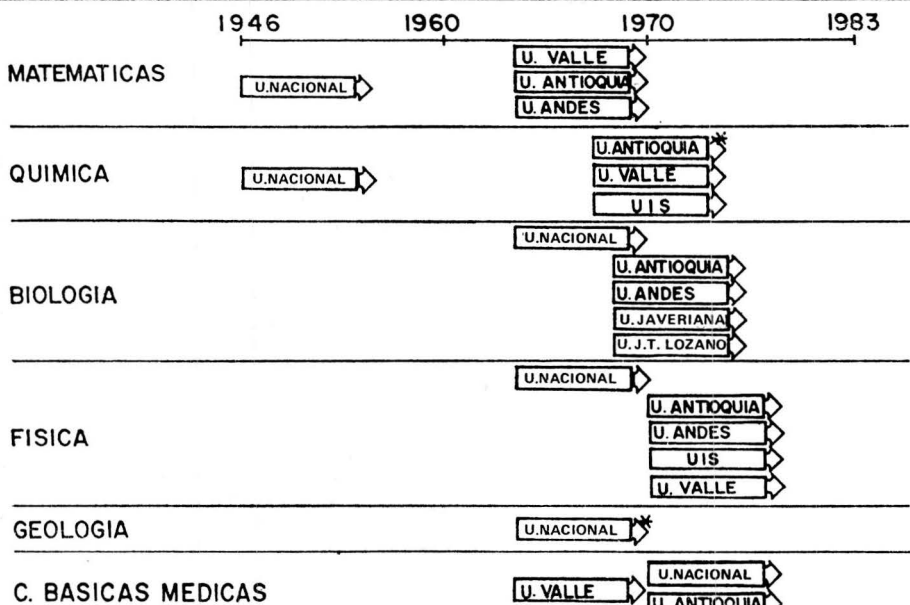 1946 1960 1970 1983
MATEMATICAS
U.NACIONAL
U. VALLE
U. ANTIOQUIA
U. ANDES
QUIMICA
U.NACIONAL
U.ANTIOQUIA
U. VALLE
UIS
BIOLOGIA
U.NACIONAL
U. ANTIOQUIA
U. ANDES
U. JAVERIANA
U.J.T. LOZANO
FISICA
U.NACIONAL
U. ANTIOQUIA
U. ANDES
UIS
U. VALLE
GEOLOGIA
U.NACIONAL
C. BASICAS MEDICAS
U. VALLE
U.NACIONAL
U. ANTIOQUIA